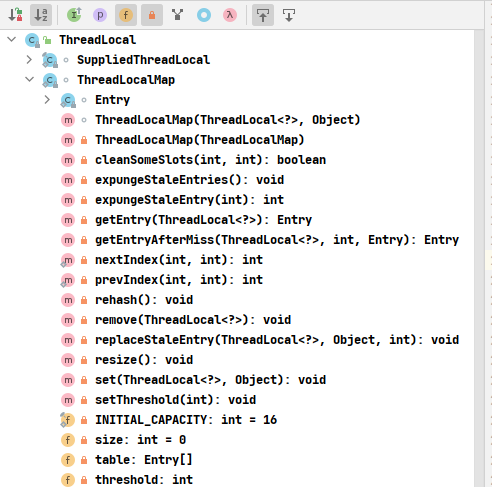 ThreadLocal
SuppliedThreadLocal
ThreadLocalMap
Entry
ThreadLocalMap(ThreadLocal<?>, Object)
ThreadLocalMap(ThreadLocalMap)
cleanSomeSlots(int, int): boolean
expungeStaleEntries(): void
expungeStaleEntry(int): int
getEntry(ThreadLocal<?>): Entry
getEntryAfterMiss(ThreadLocal<?>, int, Entry): Entry
nextIndex(int, int): int
prevIndex(int, int): int
rehash(): void
remove(ThreadLocal<?>): void
replaceStaleEntry(ThreadLocal<?>, Object, int): void
resize(): void
set(ThreadLocal<?>, Object): void
setThreshold(int): void
INITIAL_CAPACITY: int = 16
size: int = 0
table: Entry[]
threshold: int